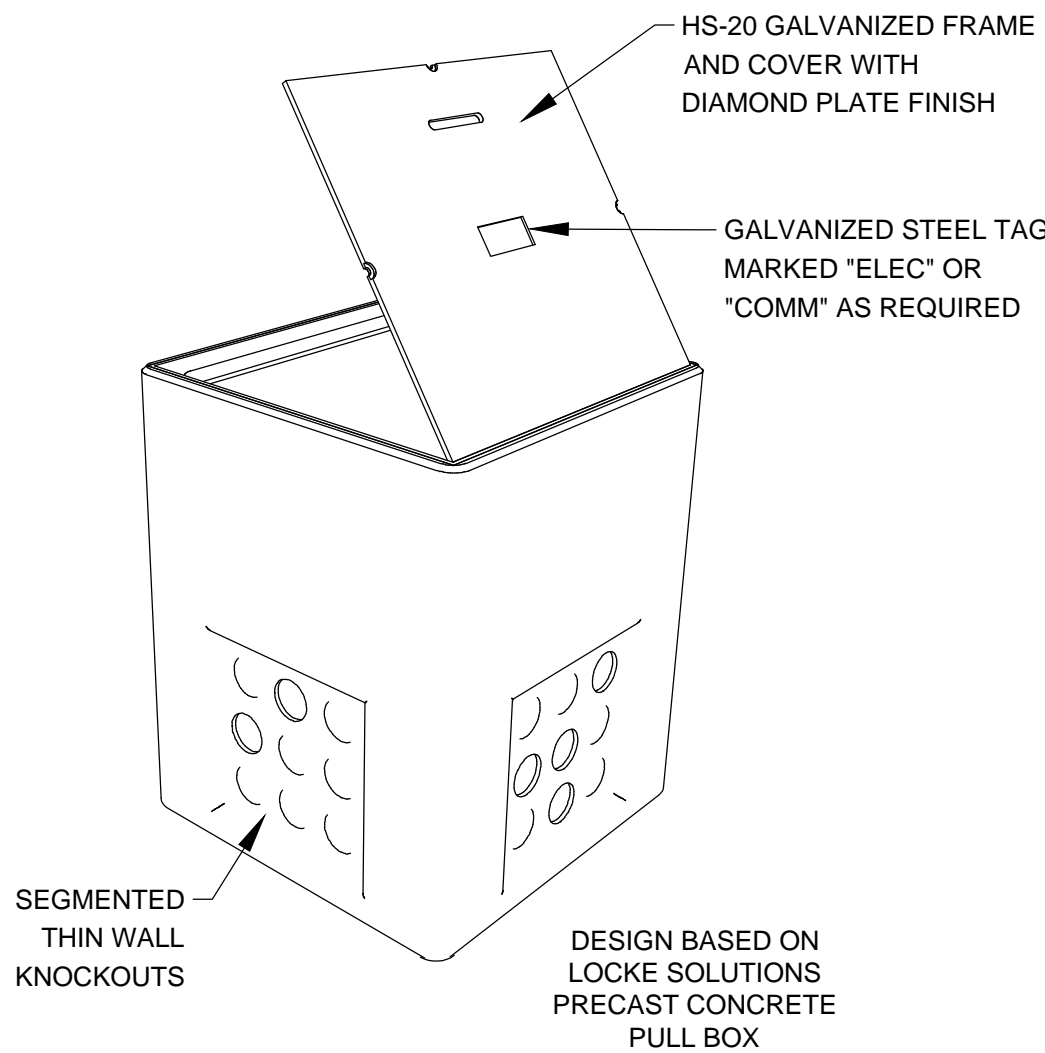 HS-20 GALVANIZED FRAME
AND COVER WITH
DIAMOND PLATE FINISH
GALVANIZED STEEL TAG
MARKED "ELEC" OR
"COMM" AS REQUIRED
SEGMENTED
THIN WALL
KNOCKOUTS
DESIGN BASED ON
LOCKE SOLUTIONS
PRECAST CONCRETE
PULL BOX